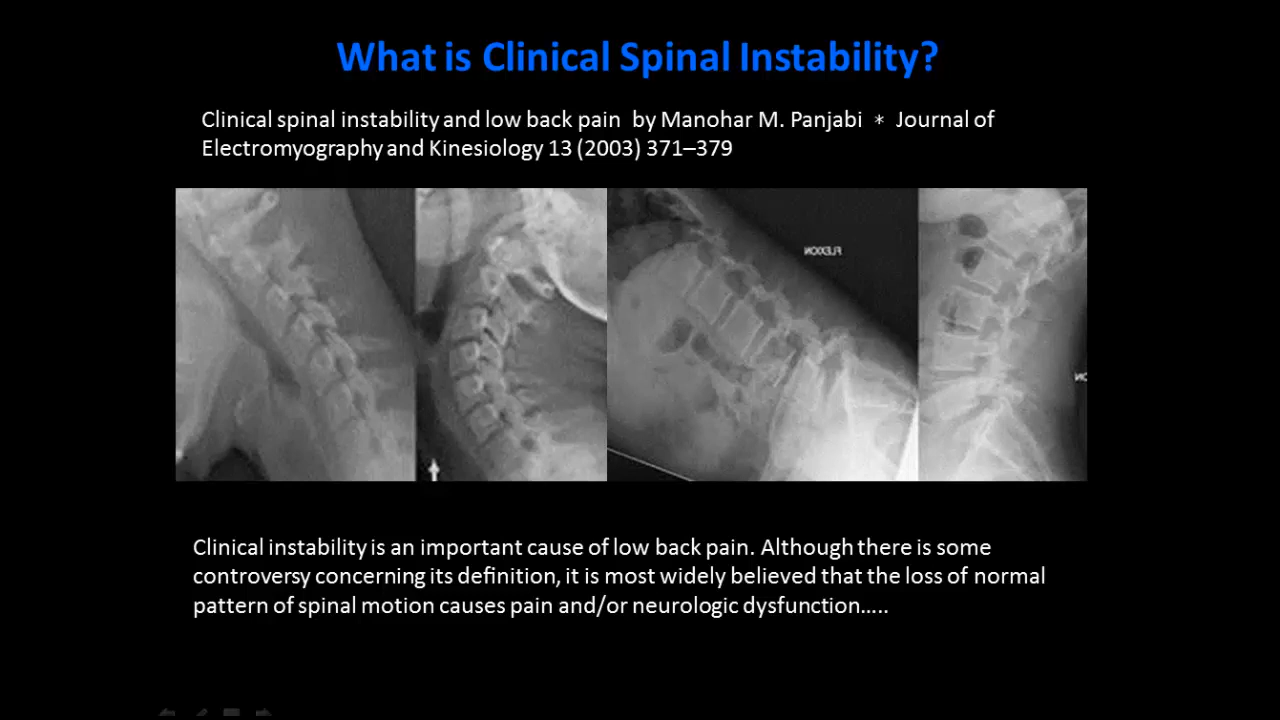 What is Clinical Spinal Instability?
Clinical spinal instability and low back pain by Manohar M. Panjabi ∗ Journal of
Electromyography and Kinesiology 13 (2003) 371–379
FLEXION
Clinical instability is an important cause of low back pain. Although there is some
controversy concerning its definition, it is most widely believed that the loss of normal
pattern of spinal motion causes pain and/or neurologic dysfunction…..